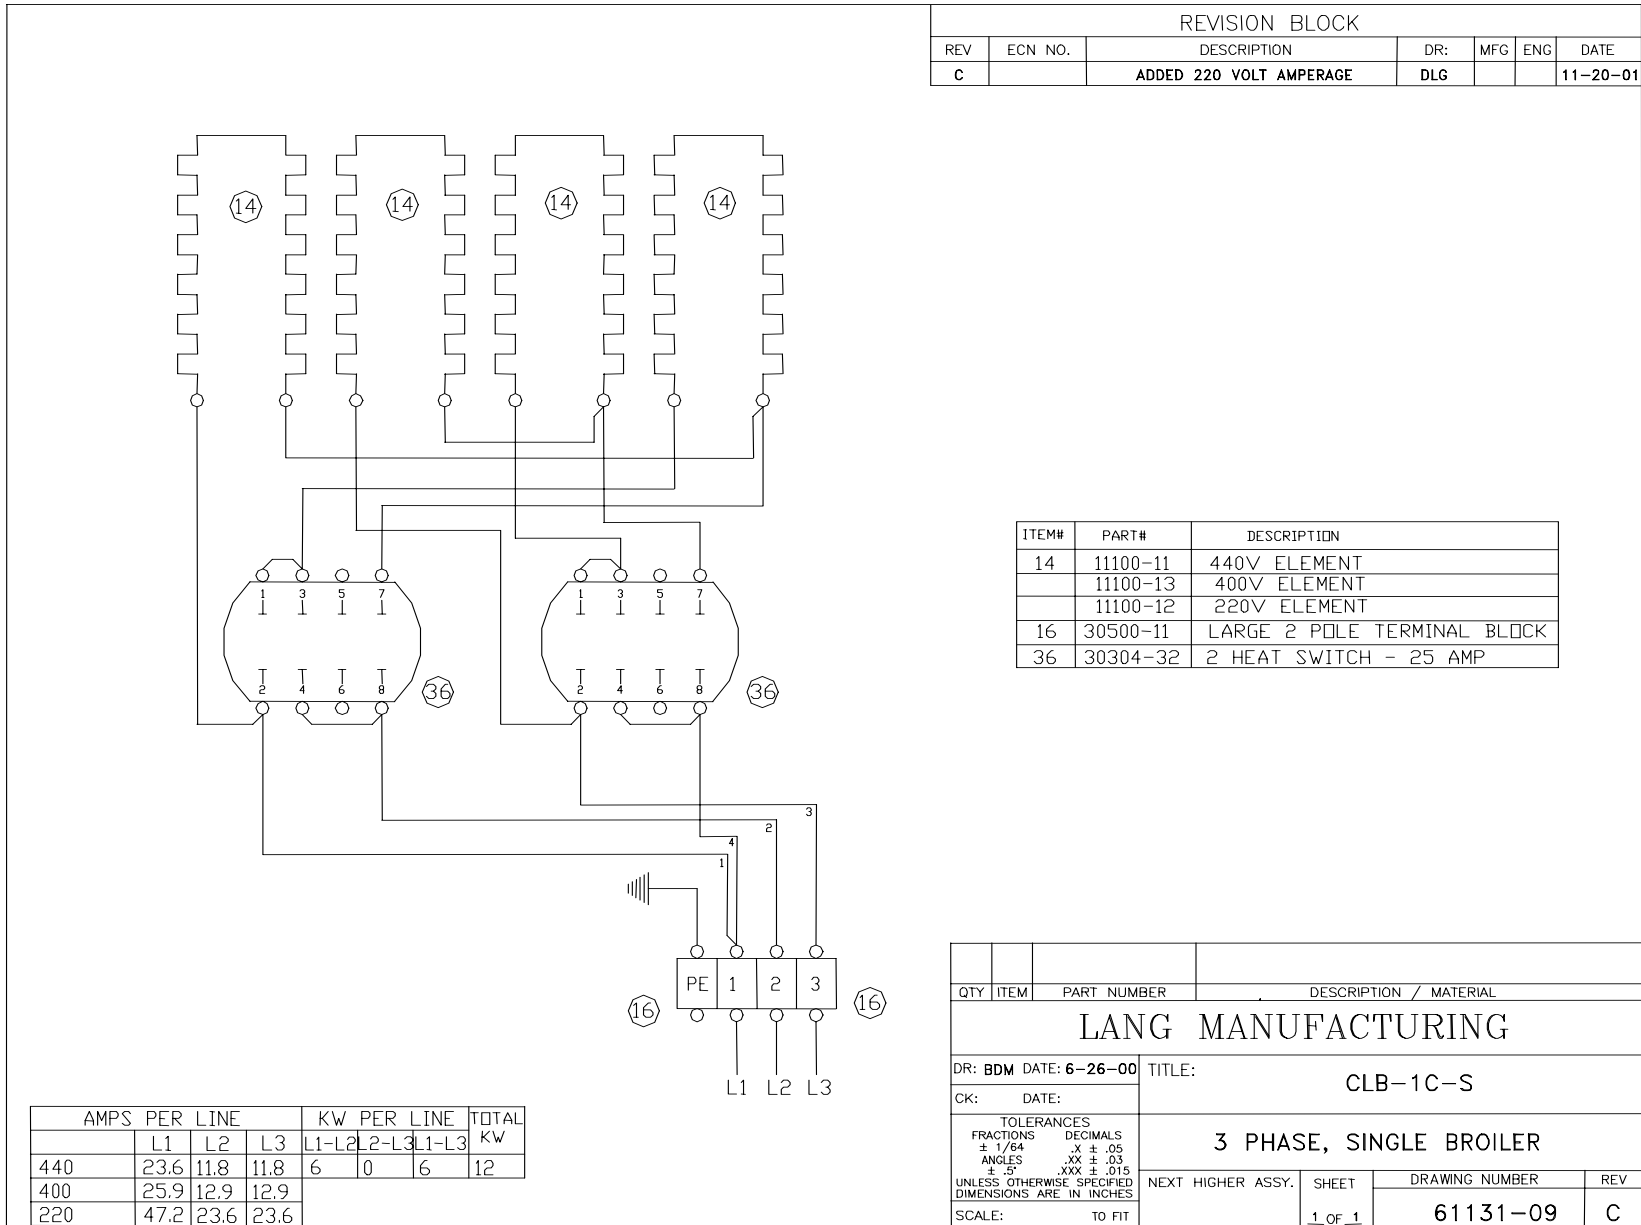 REVISION BLOCK
REV ECN NO. DESCRIPTION DR: MFG ENG DATE
C ADDED 220 VOLT AMPERAGE DLG 11-20-01
14 14 14 14
1 3 5 7 1 3 5 7
2 4 6 8 2 4 6 8
36 36
ITEM# PART# DESCRIPTION
14 11100-11 440V ELEMENT
11100-13 400V ELEMENT
11100-12 220V ELEMENT
16 30500-11 LARGE 2 POLE TERMINAL BLOCK
36 30304-32 2 HEAT SWITCH - 25 AMP
3
2
4
1
PE 1 2 3
16 16
L1 L2 L3
AMPS PER LINE KW PER LINE TOTAL KW
L1 L2 L3 L1-L2 L2-L3 L1-L3
440 23.6 11.8 11.8 6 0 6 12
400 25.9 12.9 12.9
220 47.2 23.6 23.6
QTY ITEM PART NUMBER DESCRIPTION / MATERIAL
LANG MANUFACTURING
DR: BDM DATE: 6-26-00 TITLE: CLB-1C-S
CK: DATE:
3 PHASE, SINGLE BROILER
TOLERANCES
FRACTIONS DECIMALS
± 1/64 .X ± .05
ANGLES .XX ± .03
± .5° .XXX ± .015
UNLESS OTHERWISE SPECIFIED
DIMENSIONS ARE IN INCHES
SCALE: TO FIT
NEXT HIGHER ASSY. SHEET DRAWING NUMBER REV
1 OF 1 61131-09 C